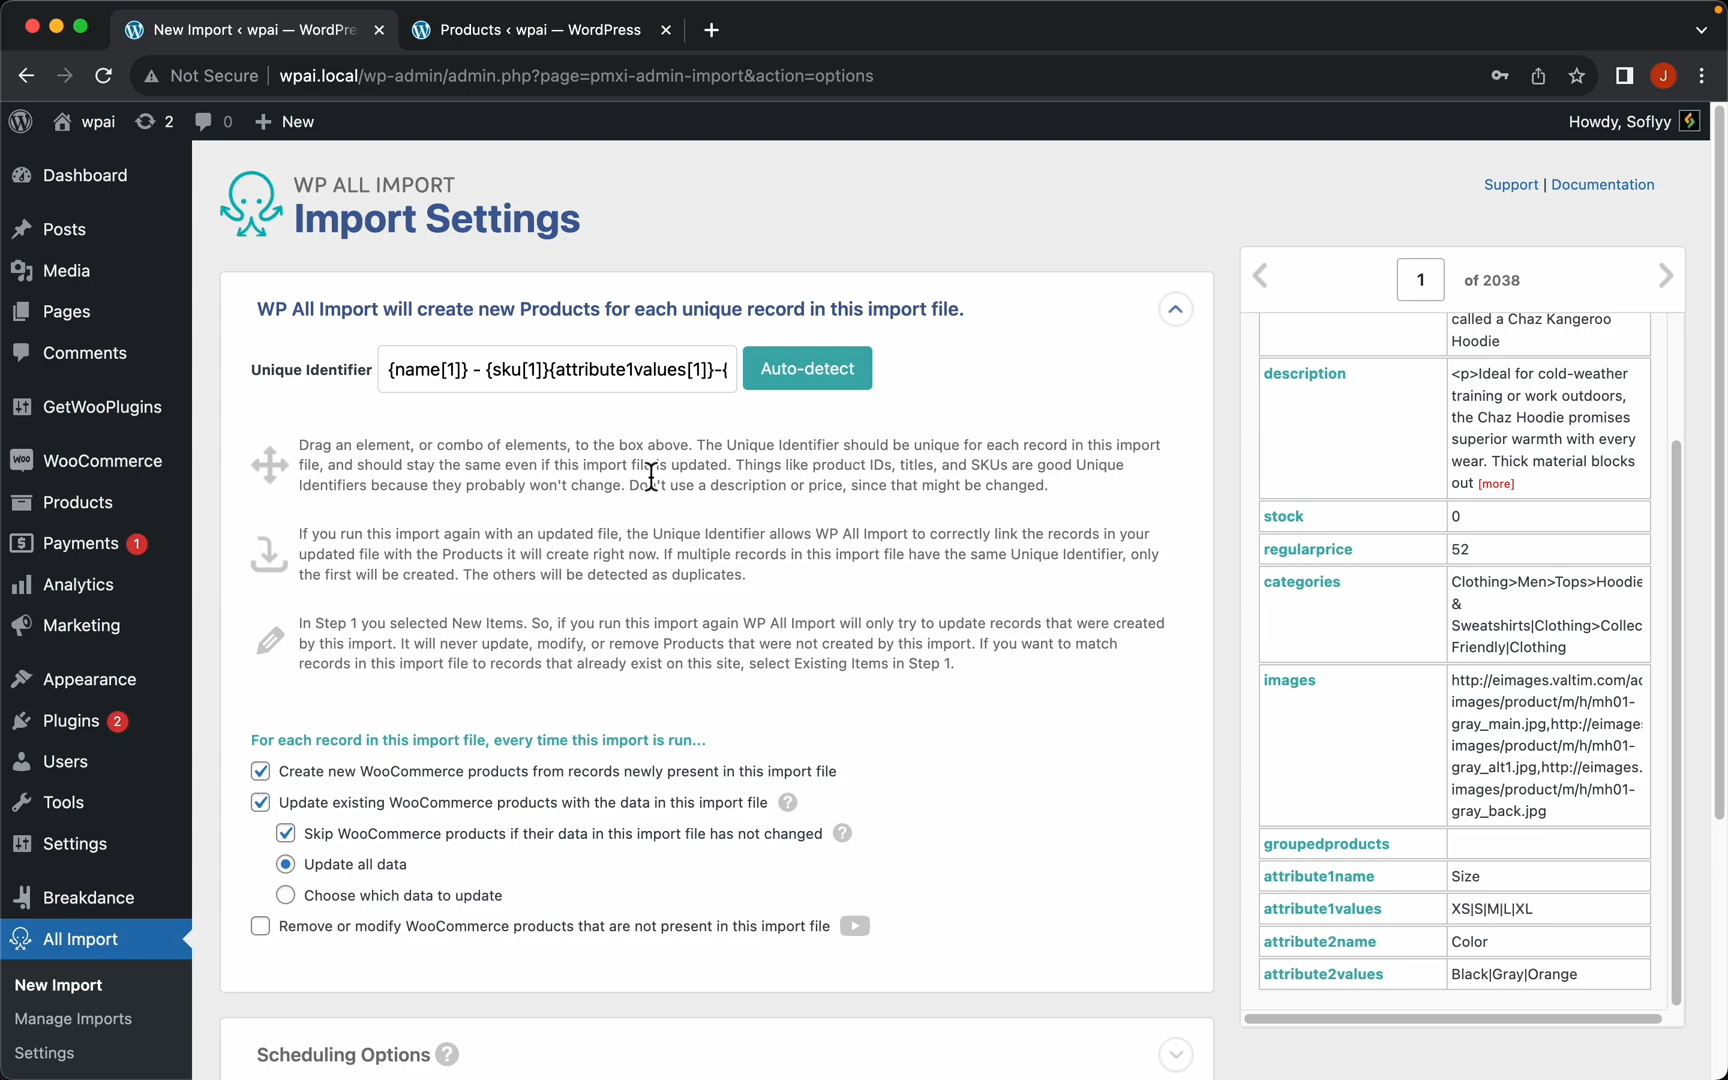 New Import ‹ wpai — WordPre
Products ‹ wpai — WordPress
Not Secure
wpai.local/wp-admin/admin.php?page=pmxi-admin-import&action=options
J
wpai
2
0
New
Howdy, Soflyy
Dashboard
Posts
Media
Pages
Comments
GetWooPlugins
WooCommerce
Products
Payments 1
Analytics
Marketing
Appearance
Plugins 2
Users
Tools
Settings
Breakdance
All Import
New Import
Manage Imports
Settings
WP ALL IMPORT
Import Settings
Support | Documentation
WP All Import will create new Products for each unique record in this import file.
Unique Identifier
{name[1]} - {sku[1]}{attribute1values[1]}-{
Auto-detect
Drag an element, or combo of elements, to the box above. The Unique Identifier should be unique for each record in this import
file, and should stay the same even if this import file is updated. Things like product IDs, titles, and SKUs are good Unique
Identifiers because they probably won't change. Don't use a description or price, since that might be changed.
If you run this import again with an updated file, the Unique Identifier allows WP All Import to correctly link the records in your
updated file with the Products it will create right now. If multiple records in this import file have the same Unique Identifier, only
the first will be created. The others will be detected as duplicates.
In Step 1 you selected New Items. So, if you run this import again WP All Import will only try to update records that were created
by this import. It will never update, modify, or remove Products that were not created by this import. If you want to match
records in this import file to records that already exist on this site, select Existing Items in Step 1.
For each record in this import file, every time this import is run...
Create new WooCommerce products from records newly present in this import file
Update existing WooCommerce products with the data in this import file ?
Skip WooCommerce products if their data in this import file has not changed ?
Update all data
Choose which data to update
Remove or modify WooCommerce products that are not present in this import file
Scheduling Options ?
1 of 2038
called a Chaz Kangeroo
Hoodie
description
<p>Ideal for cold-weather
training or work outdoors,
the Chaz Hoodie promises
superior warmth with every
wear. Thick material blocks
out [more]
stock 0
regularprice 52
categories
Clothing>Men>Tops>Hoodie
&
Sweatshirts|Clothing>Collec
Friendly|Clothing
images
http://eimages.valtim.com/ac
images/product/m/h/mh01-
gray_main.jpg,http://eimage:
images/product/m/h/mh01-
gray_alt1.jpg,http://eimages.
images/product/m/h/mh01-
gray_back.jpg
groupedproducts
attribute1name Size
attribute1values XS|S|M|L|XL
attribute2name Color
attribute2values Black|Gray|Orange